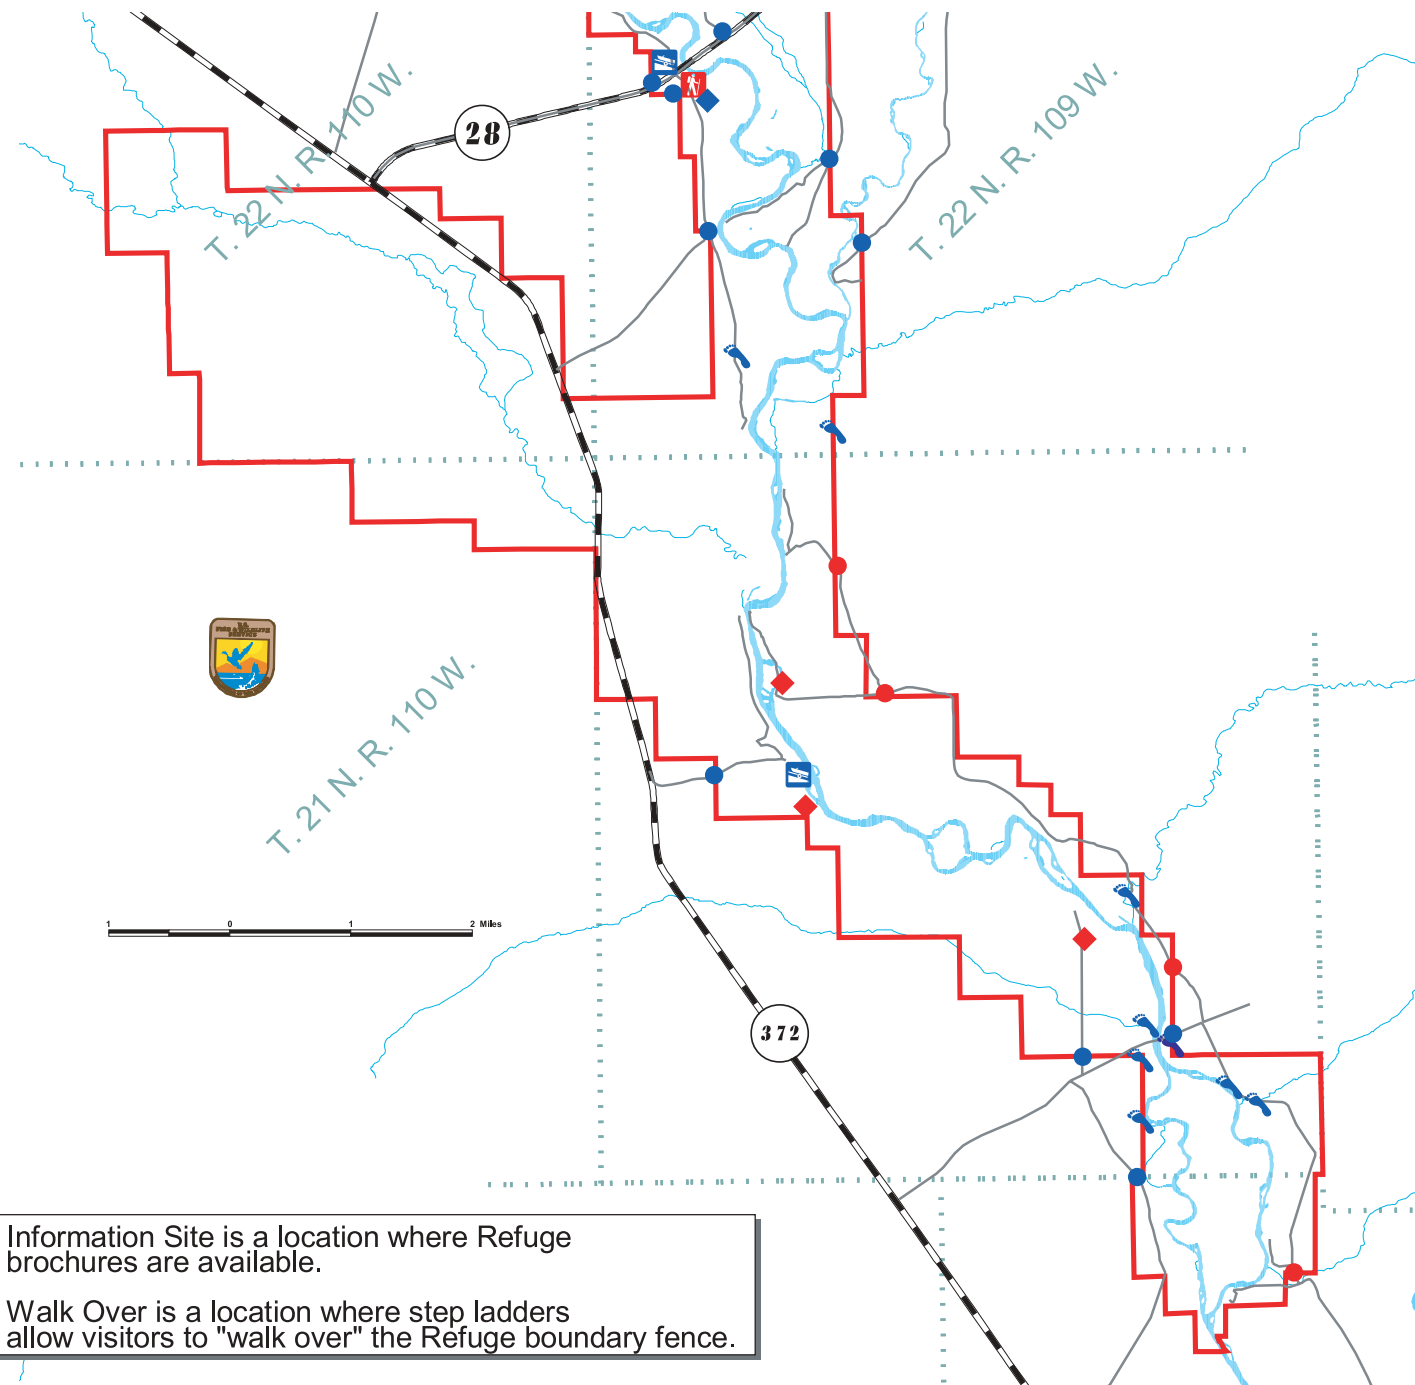 28
T. 22 N. R. 110 W.
T. 22 N. R. 109 W.
T. 21 N. R. 110 W.
1 0 1 2 Miles
372
Information Site is a location where Refuge
brochures are available.
Walk Over is a location where step ladders
allow visitors to "walk over" the Refuge boundary fence.